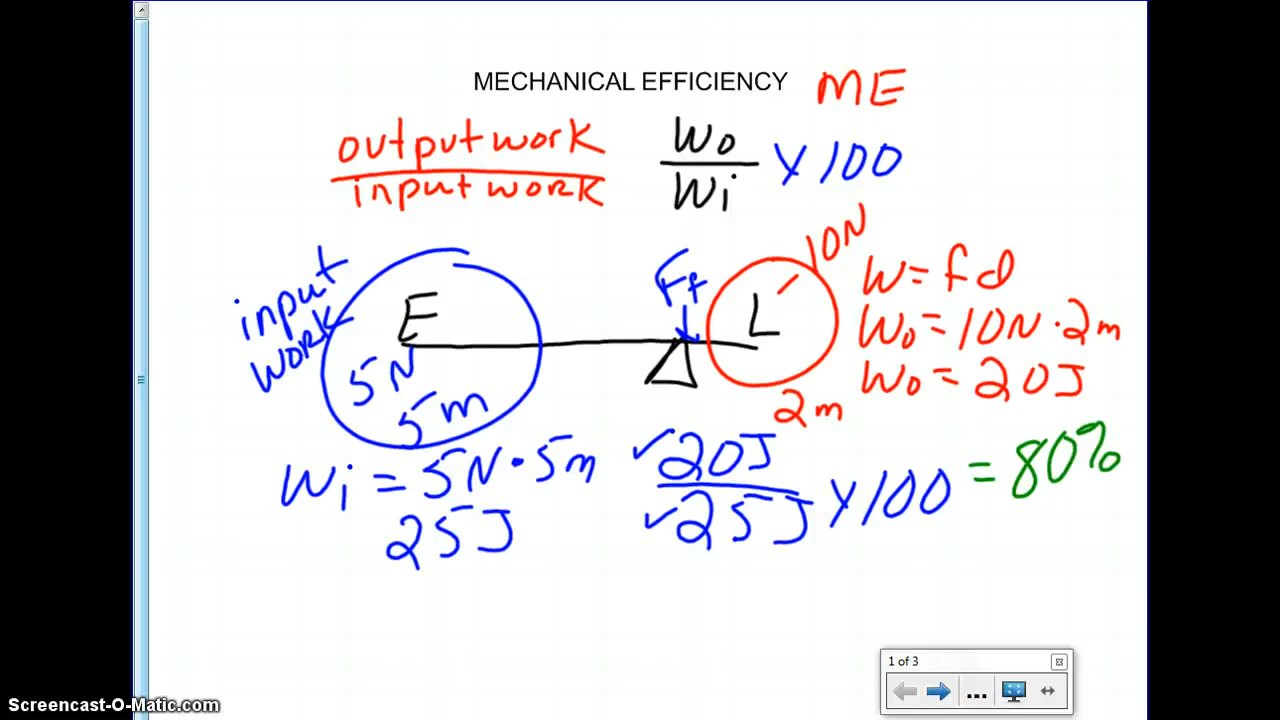 MECHANICAL EFFICIENCY ME
output work
input work
Wo
Wi
x 100
input
work
E
5N
5m
Ff
L
10N
2m
W = fd
Wo = 10N · 2m
Wo = 20J
Wi = 5N · 5m
25J
✓20J
✓25J
x 100 = 80%
1 of 3
...
Screencast-O-Matic.com